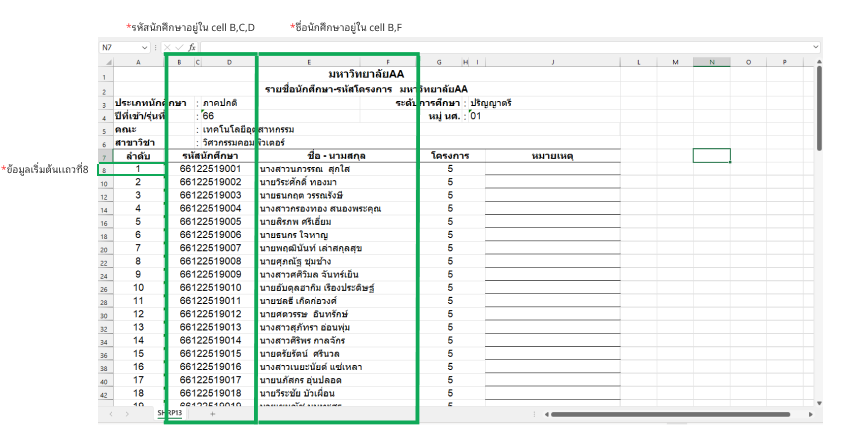 *รหัสนักศึกษาอยู่ใน cell B,C,D *ชื่อนักศึกษาอยู่ใน cell B,F
N7 fx
A B C D E F G H I J L M N O P
1 มหาวิทยาลัยAA
2 รายชื่อนักศึกษา-รหัสโครงการ มหาวิทยาลัยAA
3 ประเภทนักศึกษา : ภาคปกติ ระดับการศึกษา : ปริญญาตรี
4 ปีที่เข้า/รุ่นที่ : 66 หมู่ นศ. : 01
5 คณะ : เทคโนโลยีอุตสาหกรรม
6 สาขาวิชา : วิศวกรรมคอมพิวเตอร์
7 ลำดับ รหัสนักศึกษา ชื่อ - นามสกุล โครงการ หมายเหตุ
*ข้อมูลเริ่มต้นแถวที่8 8 1 66122519001 นางสาวนภวรรณ สุกใส 5
10 2 66122519002 นายวีระศักดิ์ ทองมา 5
12 3 66122519003 นายธนกฤต วรรณรังษี 5
14 4 66122519004 นางสาวกรองทอง สนองพระคุณ 5
16 5 66122519005 นายสิรภพ ศรีเอี่ยม 5
18 6 66122519006 นายธนกร ใจหาญ 5
20 7 66122519007 นายพฤฒินันท์ เล่าสกุลสุข 5
22 8 66122519008 นายศุภณัฐ ชุ่มช้าง 5
24 9 66122519009 นางสาวศศิวิมล จันทร์เย็น 5
26 10 66122519010 นายอับดุลฮากิม เรืองประดิษฐ์ 5
28 11 66122519011 นายชลธี เกิดก่อวงศ์ 5
30 12 66122519012 นายศตวรรษ อินทรักษ์ 5
32 13 66122519013 นางสาวสุภัทรา อ่อนพุ่ม 5
34 14 66122519014 นางสาวศิริพร กาลจักร 5
36 15 66122519015 นายตรัยรัตน์ ศรีนวล 5
38 16 66122519016 นางสาวเนยะนัยต์ แซ่เหลา 5
40 17 66122519017 นายนภัสกร อุ่นปลอด 5
42 18 66122519018 นายวีระชัย บัวเผื่อน 5
19 66122519019 5
SHRP13 +